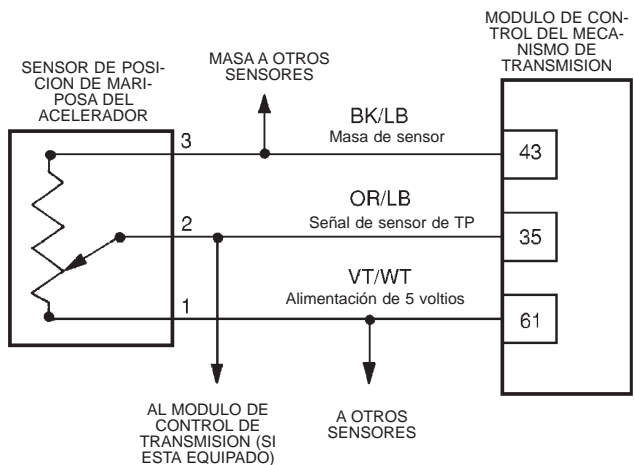 SENSOR DE POSI-
CION DE MARI-
POSA DEL
ACELERADOR
MASA A OTROS
SENSORES
MODULO DE CON-
TROL DEL MECA-
NISMO DE
TRANSMISION
3
BK/LB
Masa de sensor
43
2
OR/LB
Señal de sensor de TP
35
1
VT/WT
Alimentación de 5 voltios
61
AL MODULO DE
CONTROL DE
TRANSMISION (SI
ESTA EQUIPADO)
A OTROS
SENSORES